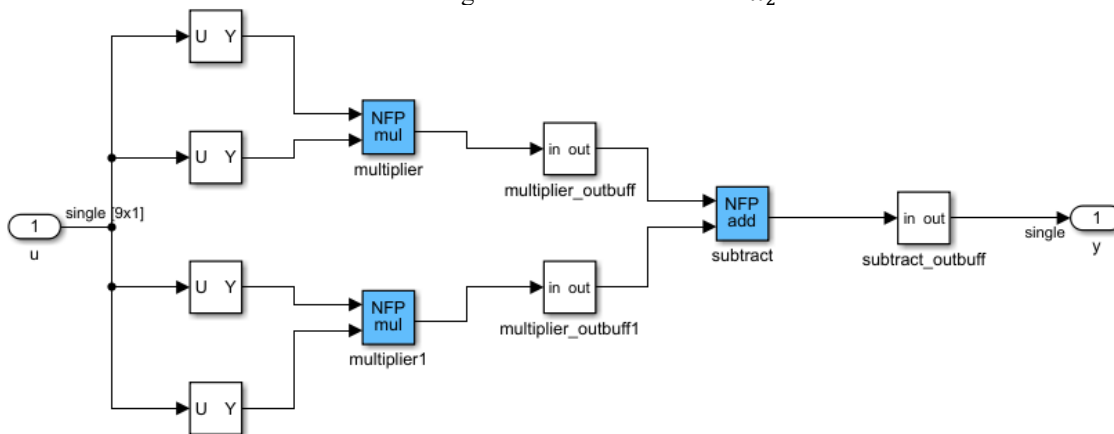 U Y
NFP
mul
multiplier
U Y
in out
multiplier_outbuff
single [9x1]
1
u
NFP
add
subtract
in out
subtract_outbuff
single
1
y
U Y
NFP
mul
multiplier1
in out
multiplier_outbuff1
U Y